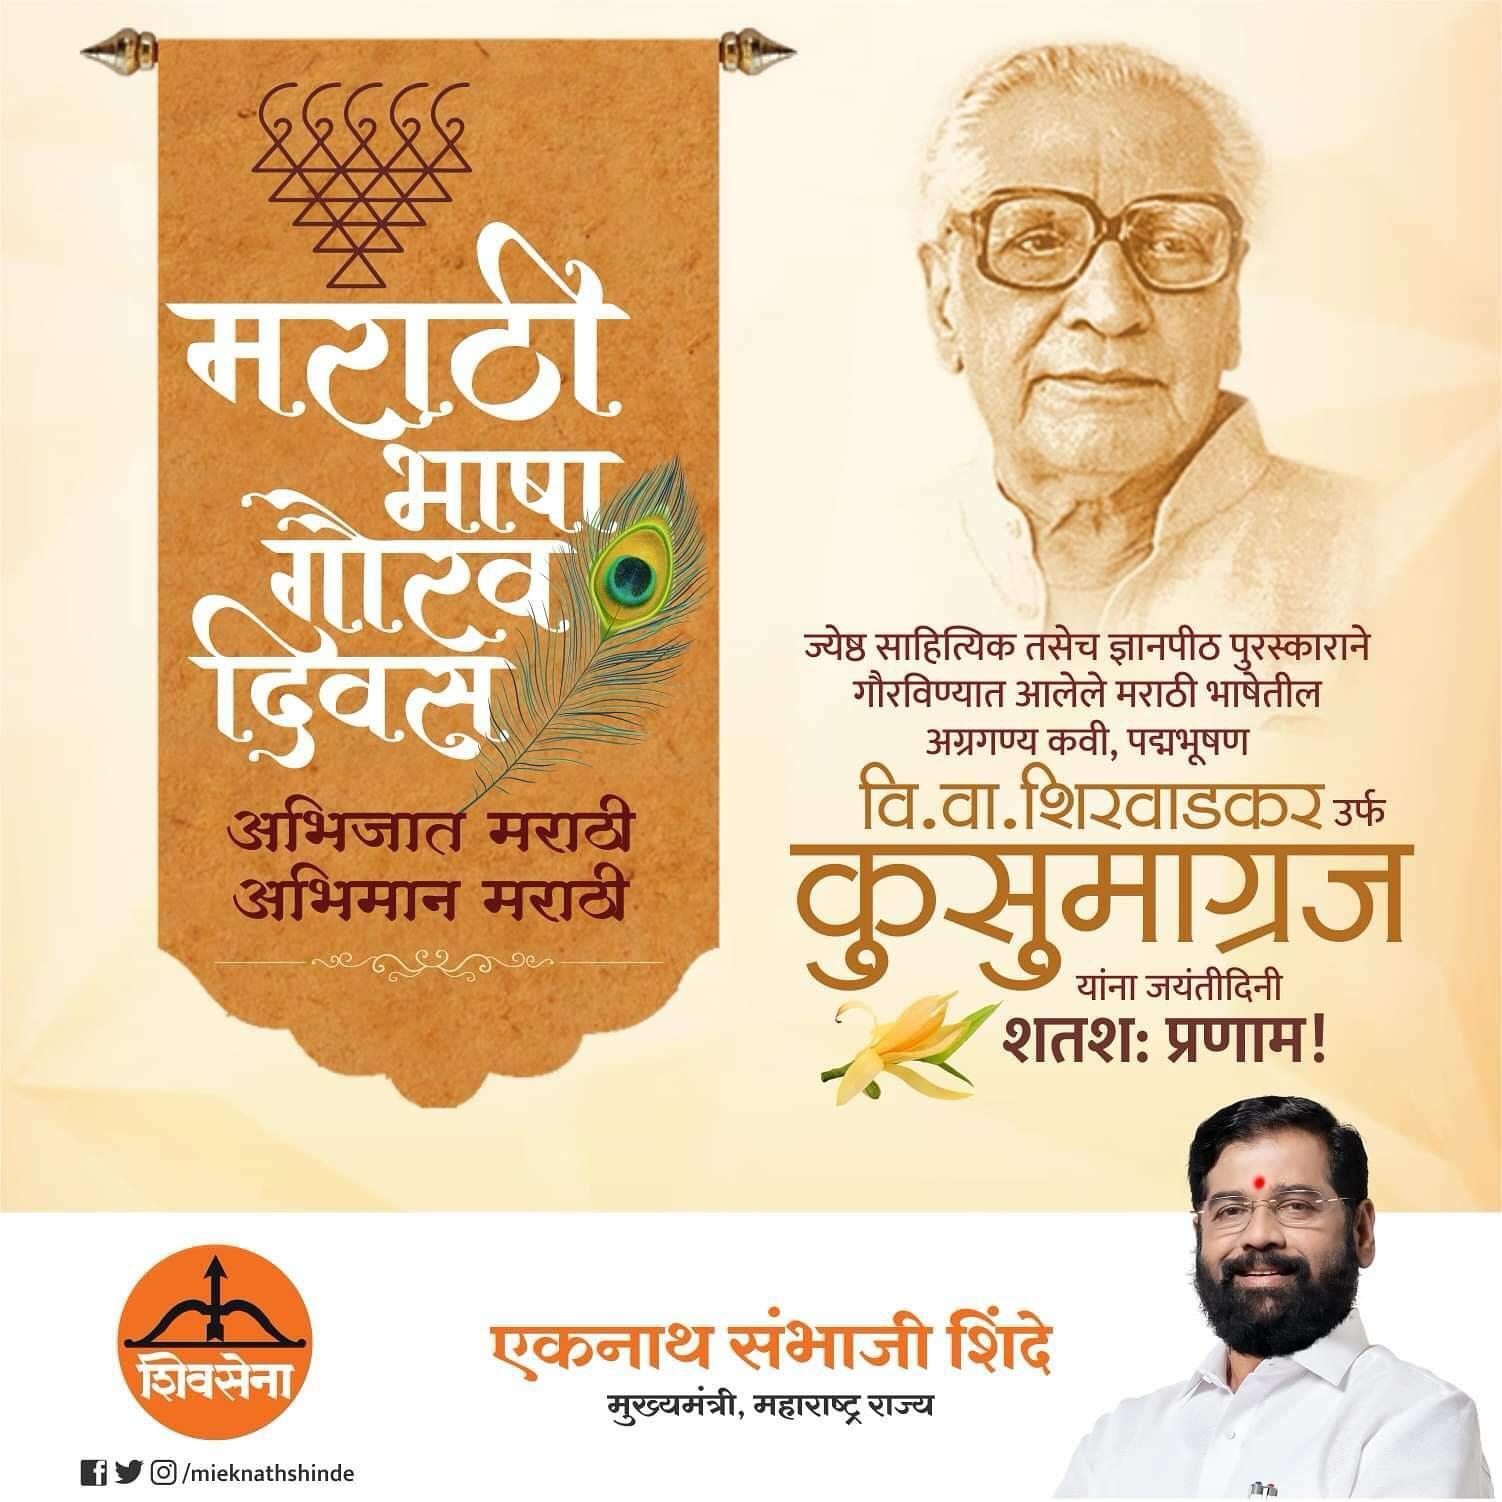 मराठी
भाषा
गौरव
दिवस
अभिजात मराठी
अभिमान मराठी
ज्येष्ठ साहित्यिक तसेच ज्ञानपीठ पुरस्काराने
गौरविण्यात आलेले मराठी भाषेतील
अग्रगण्य कवी, पद्मभूषण
वि.वा.शिरवाडकर उर्फ
कुसुमाग्रज
यांना जयंतीदिनी
शतश: प्रणाम!
शिवसेना
एकनाथ संभाजी शिंदे
मुख्यमंत्री, महाराष्ट्र राज्य
/mieknathshinde